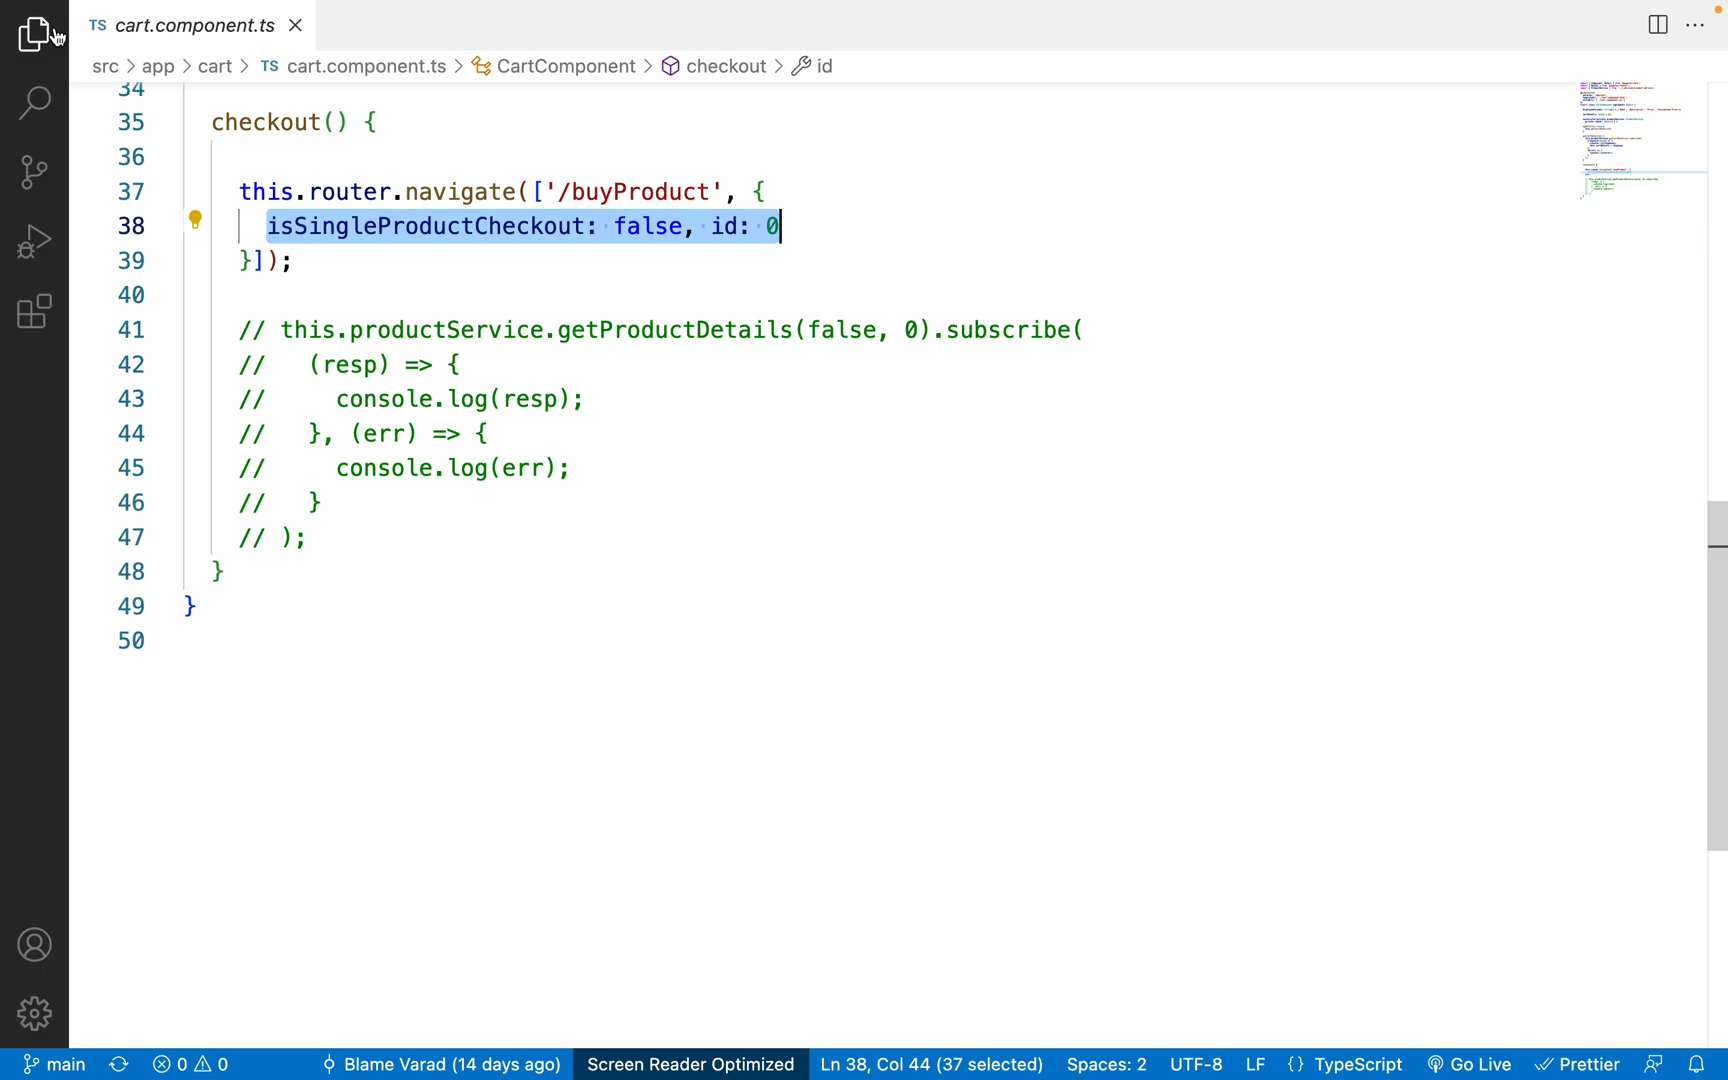 TS cart.component.ts ×
src > app > cart > TS cart.component.ts > CartComponent > checkout > id
34
35 checkout() {
36
37 this.router.navigate(['/buyProduct', {
38 isSingleProductCheckout: false, id: 0
39 }]);
40
41 // this.productService.getProductDetails(false, 0).subscribe(
42 // (resp) => {
43 // console.log(resp);
44 // }, (err) => {
45 // console.log(err);
46 // }
47 // );
48 }
49 }
50
main 0 0 Blame Varad (14 days ago) Screen Reader Optimized Ln 38, Col 44 (37 selected) Spaces: 2 UTF-8 LF {} TypeScript Go Live Prettier